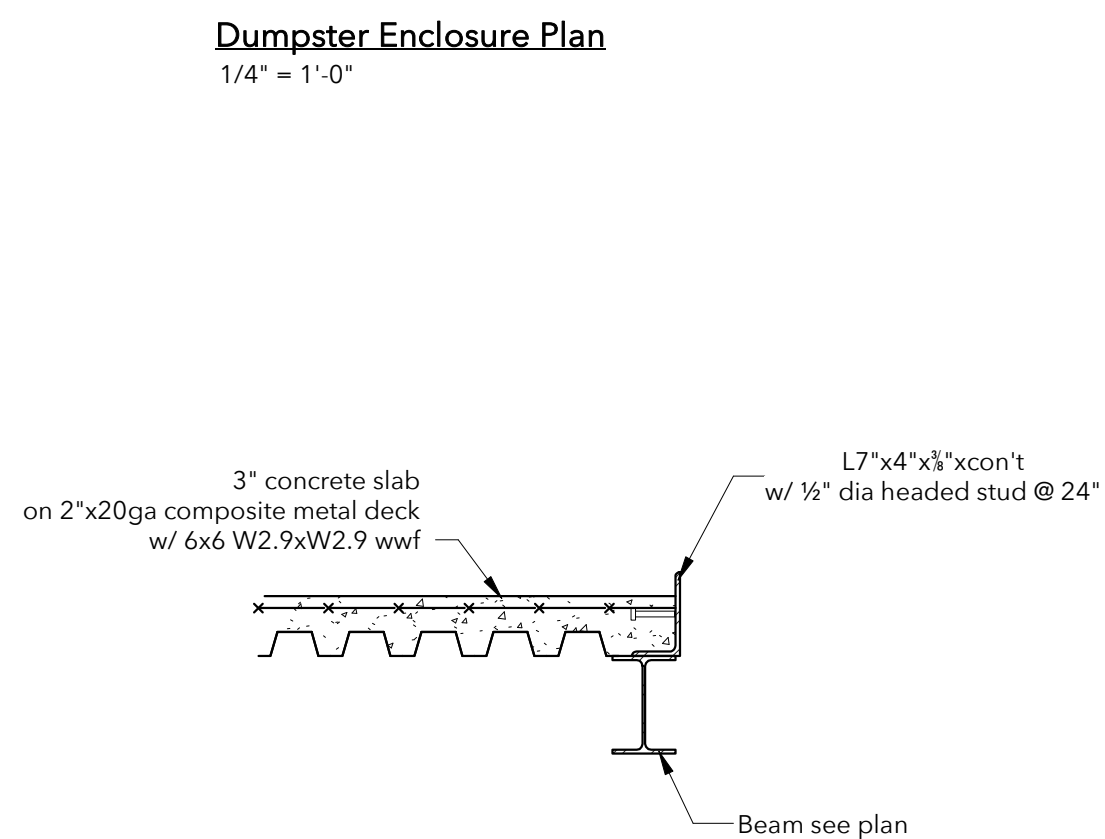 Dumpster Enclosure Plan
1/4" = 1'-0"
L7"x4"x⅜"xcon't
w/ ½" dia headed stud @ 24"
3" concrete slab
on 2"x20ga composite metal deck
w/ 6x6 W2.9xW2.9 wwf
Beam see plan